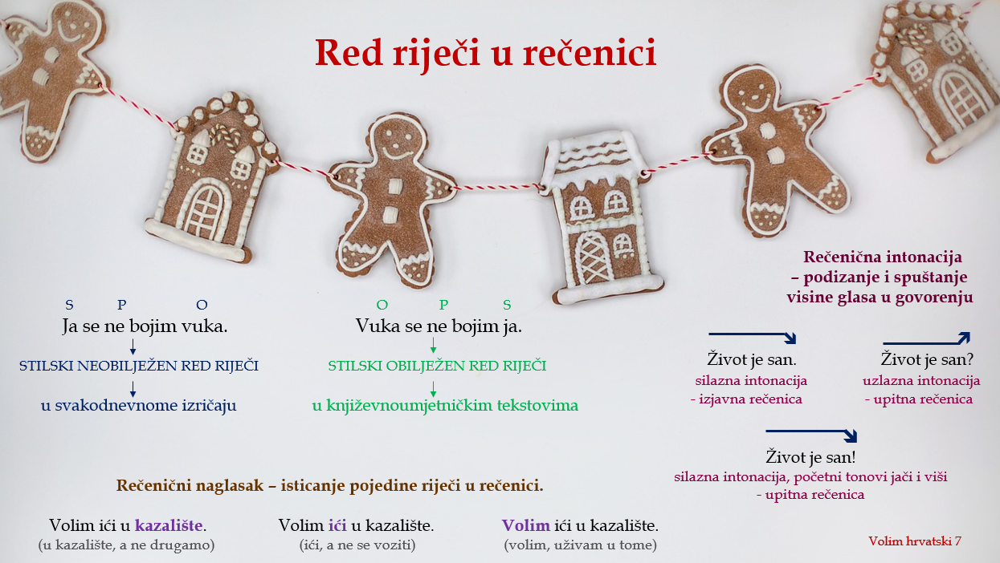 Red riječi u rečenici
S P O
Ja se ne bojim vuka.
STILSKI NEOBILJEŽEN RED RIJEČI
u svakodnevnome izričaju
O P S
Vuka se ne bojim ja.
STILSKI OBILJEŽEN RED RIJEČI
u književnoumjetničkim tekstovima
Rečenična intonacija
– podizanje i spuštanje
visine glasa u govorenju
Život je san.
silazna intonacija
- izjavna rečenica
Život je san?
uzlazna intonacija
- upitna rečenica
Život je san!
silazna intonacija, početni tonovi jači i viši
- upitna rečenica
Rečenični naglasak – isticanje pojedine riječi u rečenici.
Volim ići u kazalište.
(u kazalište, a ne drugamo)
Volim ići u kazalište.
(ići, a ne se voziti)
Volim ići u kazalište.
(volim, uživam u tome)
Volim hrvatski 7